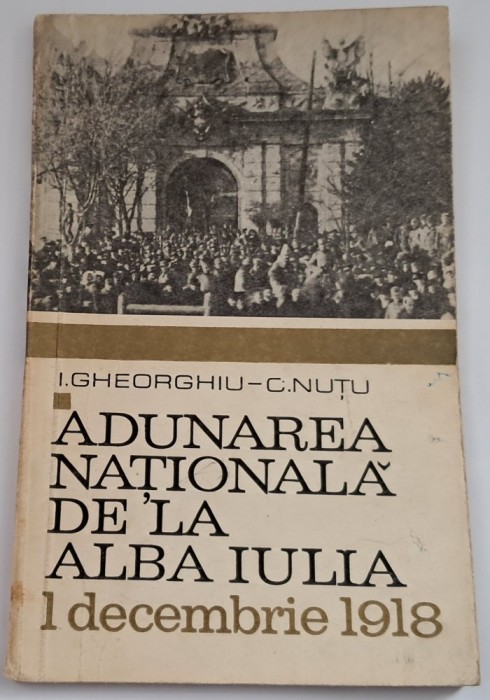 I.GHEORGHIU-C.NUȚU
ADUNAREA
NAȚIONALĂ
DE LA
ALBA IULIA
1 decembrie 1918